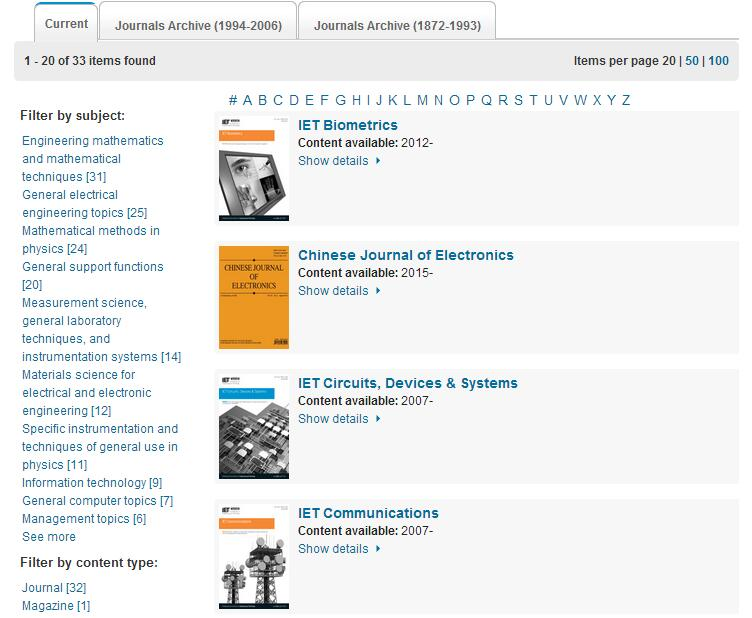 Current
Journals Archive (1994-2006)
Journals Archive (1872-1993)
1 - 20 of 33 items found
Items per page 20 | 50 | 100
# A B C D E F G H I J K L M N O P Q R S T U V W X Y Z
Filter by subject:
Engineering mathematics
and mathematical
techniques [31]
General electrical
engineering topics [25]
Mathematical methods in
physics [24]
General support functions
[20]
Measurement science,
general laboratory
techniques, and
instrumentation systems [14]
Materials science for
electrical and electronic
engineering [12]
Specific instrumentation and
techniques of general use in
physics [11]
Information technology [9]
General computer topics [7]
Management topics [6]
See more
Filter by content type:
Journal [32]
Magazine [1]
IET Biometrics
Content available: 2012-
Show details
CHINESE JOURNAL
OF
ELECTRONICS
Chinese Journal of Electronics
Content available: 2015-
Show details
IET Circuits, Devices & Systems
IET Circuits, Devices & Systems
Content available: 2007-
Show details
IET Communications
Content available: 2007-
Show details